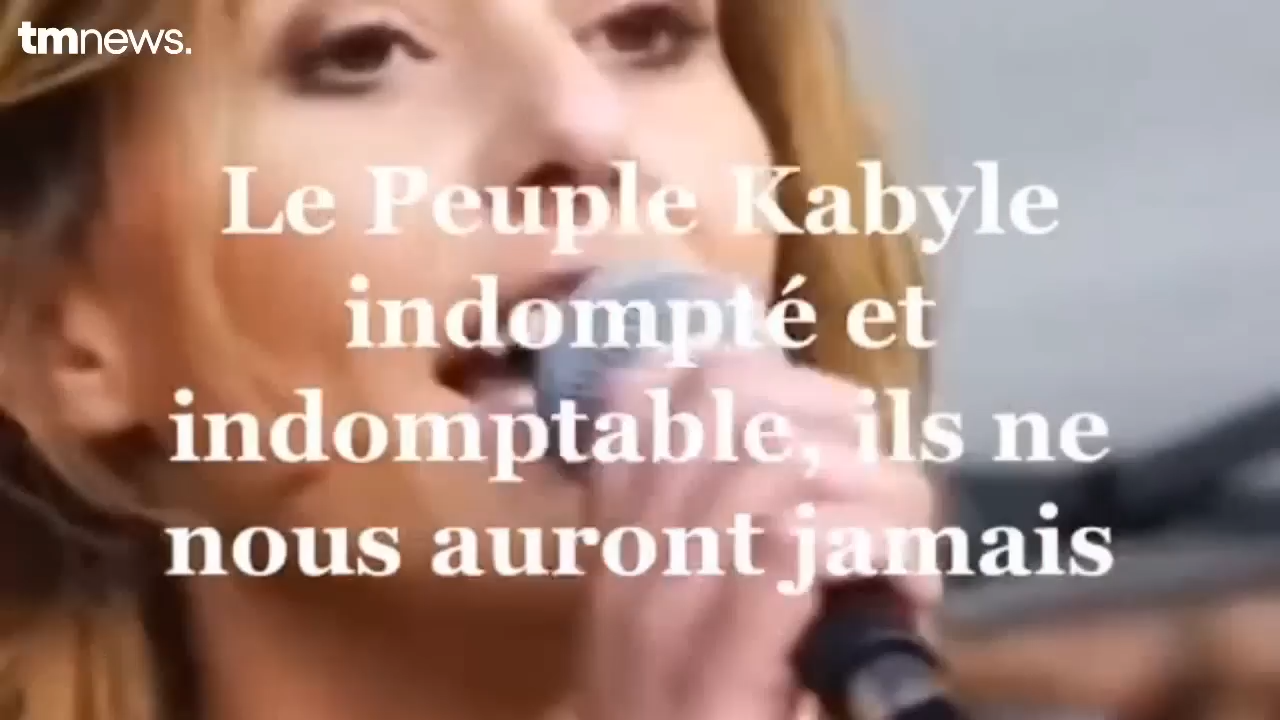 tmnews.
Le Peuple Kabyle
indompté et
indomptable, ils ne
nous auront jamais